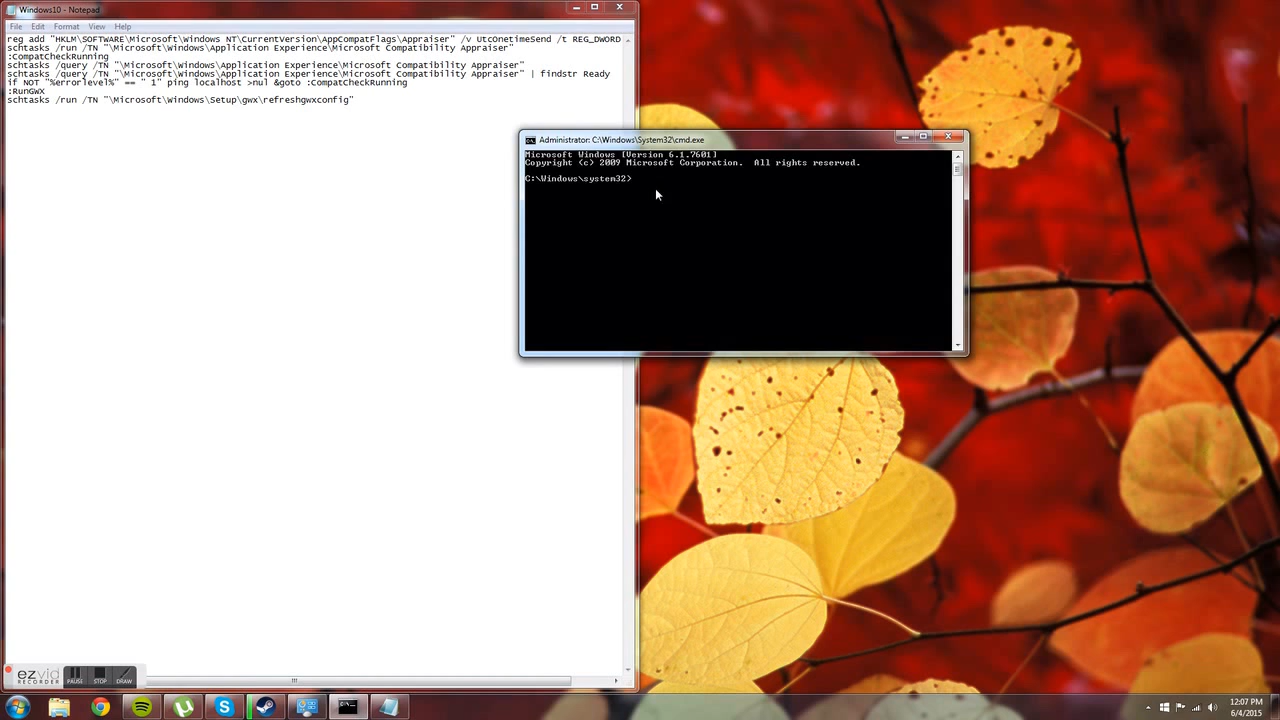 Windows10 - Notepad
File Edit Format View Help
reg add "HKLM\SOFTWARE\Microsoft\Windows NT\CurrentVersion\AppCompatFlags\Appraiser" /v UtcOnetimeSend /t REG_DWORD
schtasks /run /TN "\Microsoft\Windows\Application Experience\Microsoft Compatibility Appraiser"
:CompatCheckRunning
schtasks /query /TN "\Microsoft\Windows\Application Experience\Microsoft Compatibility Appraiser"
schtasks /query /TN "\Microsoft\Windows\Application Experience\Microsoft Compatibility Appraiser" | findstr Ready
if NOT "%errorlevel%" == " 1" ping localhost >nul &goto :CompatCheckRunning
:RunGWX
schtasks /run /TN "\Microsoft\Windows\Setup\gwx\refreshgwxconfig"
Administrator: C:\Windows\System32\cmd.exe
Microsoft Windows [Version 6.1.7601]
Copyright (c) 2009 Microsoft Corporation.  All rights reserved.
C:\Windows\system32>
ezvid
RECORDER
PAUSE STOP DRAW
12:07 PM
6/4/2015